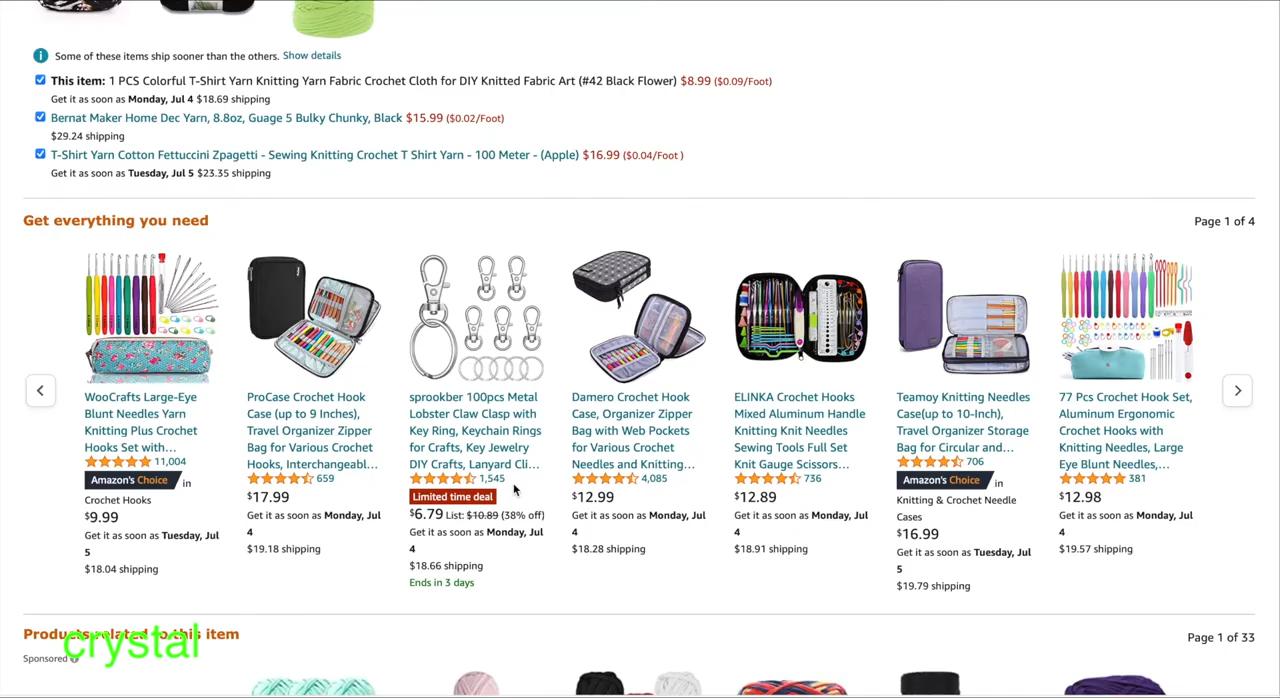 Some of these items ship sooner than the others. Show details
This item: 1 PCS Colorful T-Shirt Yarn Knitting Yarn Fabric Crochet Cloth for DIY Knitted Fabric Art (#42 Black Flower) $8.99 ($0.09/Foot)
Get it as soon as Monday, Jul 4 $18.69 shipping
Bernat Maker Home Dec Yarn, 8.8oz, Guage 5 Bulky Chunky, Black $15.99 ($0.02/Foot)
$29.24 shipping
T-Shirt Yarn Cotton Fettuccini Zpagetti - Sewing Knitting Crochet T Shirt Yarn - 100 Meter - (Apple) $16.99 ($0.04/Foot )
Get it as soon as Tuesday, Jul 5 $23.35 shipping
Get everything you need
Page 1 of 4
WooCrafts Large-Eye
Blunt Needles Yarn
Knitting Plus Crochet
Hooks Set with…
11,004
Amazon's Choice in
Crochet Hooks
$9.99
Get it as soon as Tuesday, Jul
5
$18.04 shipping
ProCase Crochet Hook
Case (up to 9 Inches),
Travel Organizer Zipper
Bag for Various Crochet
Hooks, Interchangeabl…
659
$17.99
Get it as soon as Monday, Jul
4
$19.18 shipping
sprookber 100pcs Metal
Lobster Claw Clasp with
Key Ring, Keychain Rings
for Crafts, Key Jewelry
DIY Crafts, Lanyard Cli…
1,545
Limited time deal
$6.79 List: $10.89 (38% off)
Get it as soon as Monday, Jul
4
$18.66 shipping
Ends in 3 days
Damero Crochet Hook
Case, Organizer Zipper
Bag with Web Pockets
for Various Crochet
Needles and Knitting…
4,085
$12.99
Get it as soon as Monday, Jul
4
$18.28 shipping
ELINKA Crochet Hooks
Mixed Aluminum Handle
Knitting Knit Needles
Sewing Tools Full Set
Knit Gauge Scissors…
736
$12.89
Get it as soon as Monday, Jul
4
$18.91 shipping
Teamoy Knitting Needles
Case(up to 10-Inch),
Travel Organizer Storage
Bag for Circular and…
706
Amazon's Choice in
Knitting & Crochet Needle
Cases
$16.99
Get it as soon as Tuesday, Jul
5
$19.79 shipping
77 Pcs Crochet Hook Set,
Aluminum Ergonomic
Crochet Hooks with
Knitting Needles, Large
Eye Blunt Needles,…
381
$12.98
Get it as soon as Monday, Jul
4
$19.57 shipping
Products related to this item
Page 1 of 33
crystal
Sponsored